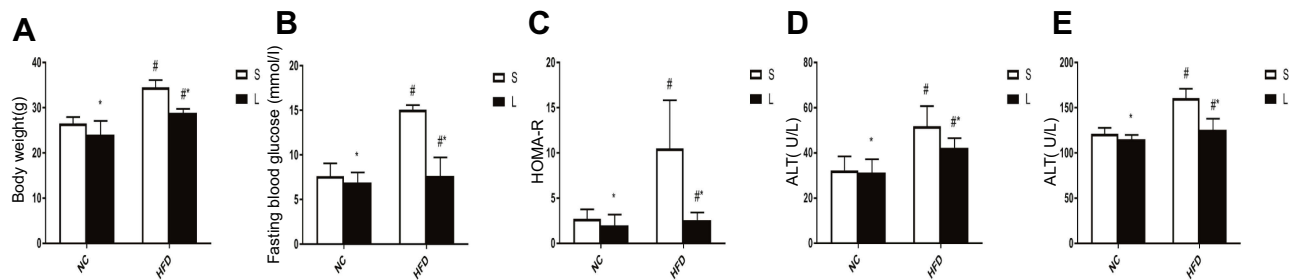 A
Body weight(g)
40
30
20
10
0
#
*
#*
S
L
NC
HFD
B
Fasting blood glucose (mmol/l)
20
15
10
5
0
#
*
#*
S
L
NC
HFD
C
HOMA-R
20
15
10
5
0
#
*
#*
S
L
NC
HFD
D
ALT( U/L)
80
60
40
20
0
#
*
#*
S
L
NC
HFD
E
ALT( U/L)
200
150
100
50
0
#
*
#*
S
L
NC
HFD